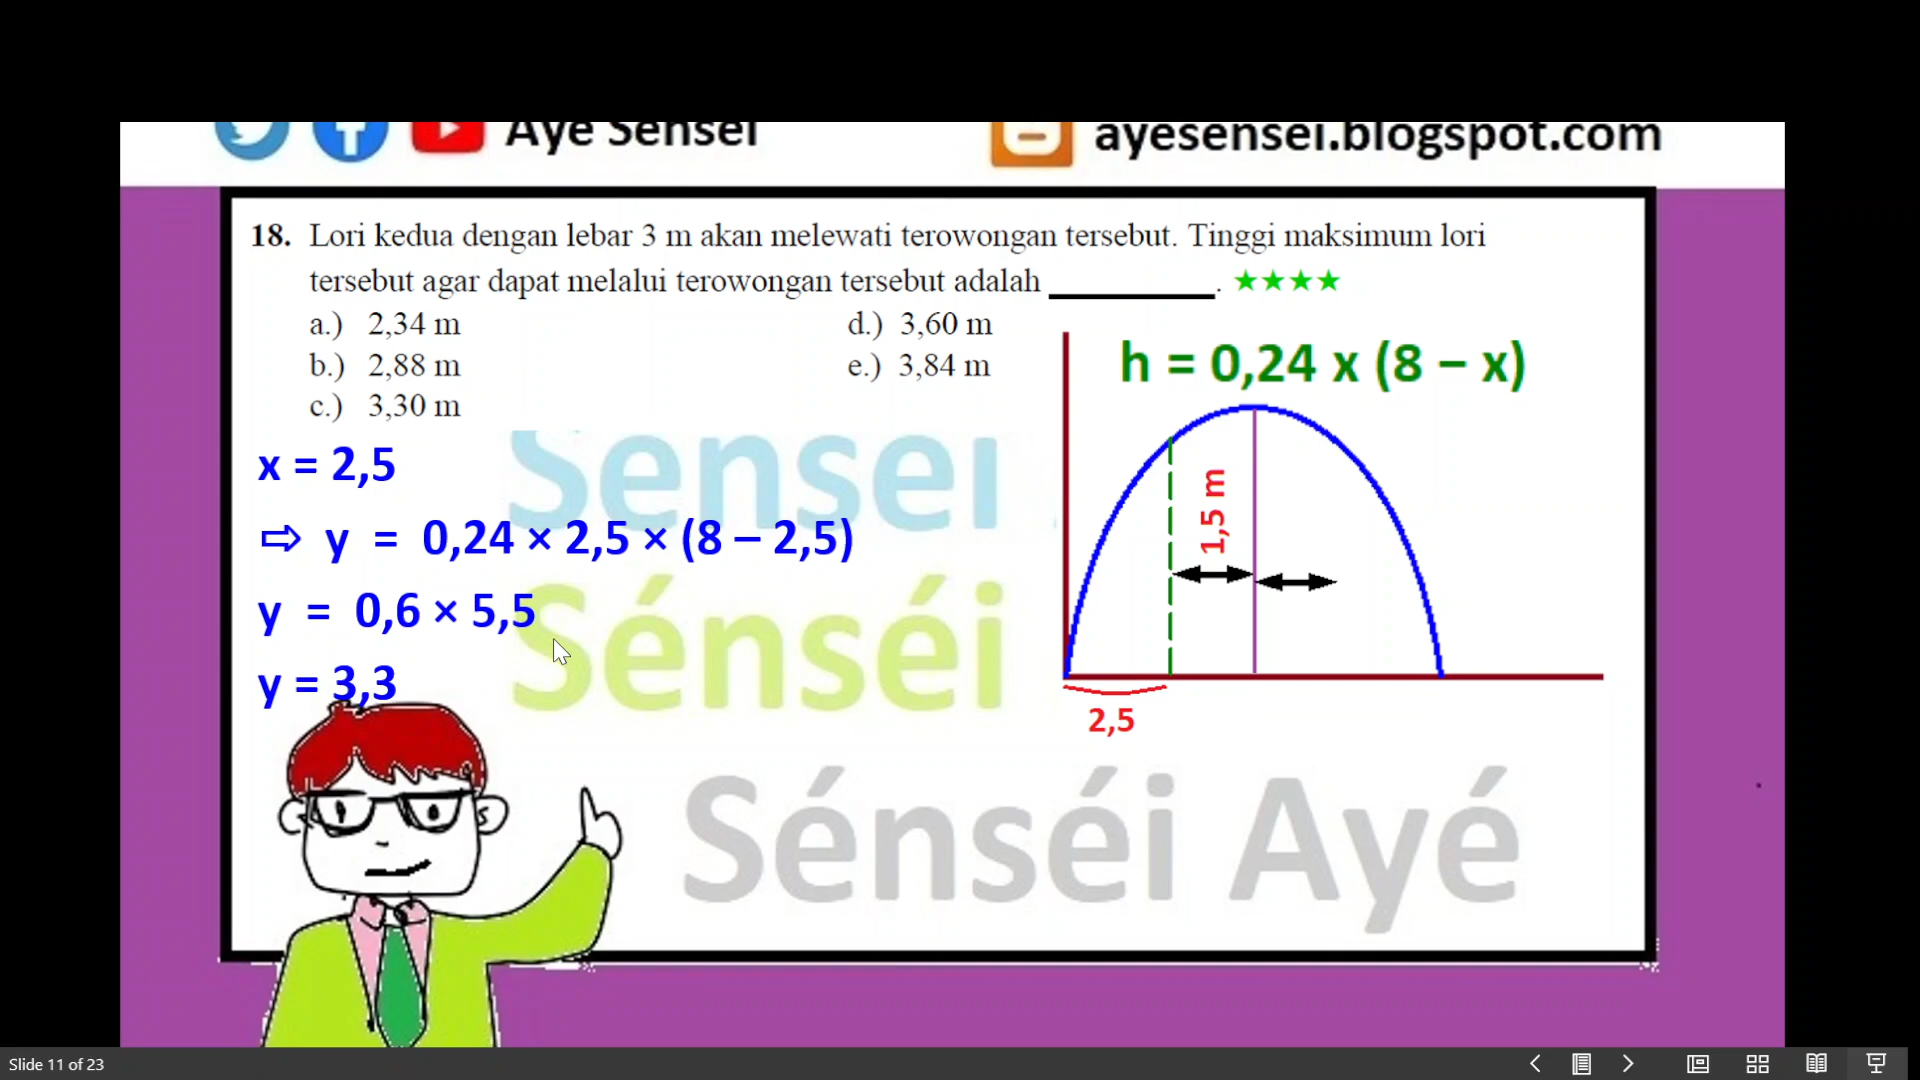 Aye Sensei
ayesensei.blogspot.com
18. Lori kedua dengan lebar 3 m akan melewati terowongan tersebut. Tinggi maksimum lori
tersebut agar dapat melalui terowongan tersebut adalah __________. ★★★★
a.) 2,34 m
b.) 2,88 m
c.) 3,30 m
d.) 3,60 m
e.) 3,84 m
h = 0,24 x (8 – x)
x = 2,5
⇨ y = 0,24 × 2,5 × (8 – 2,5)
y = 0,6 × 5,5
y = 3,3
1,5 m
2,5
Sensei
Sénséi
Sénséi Ayé
Slide 11 of 23